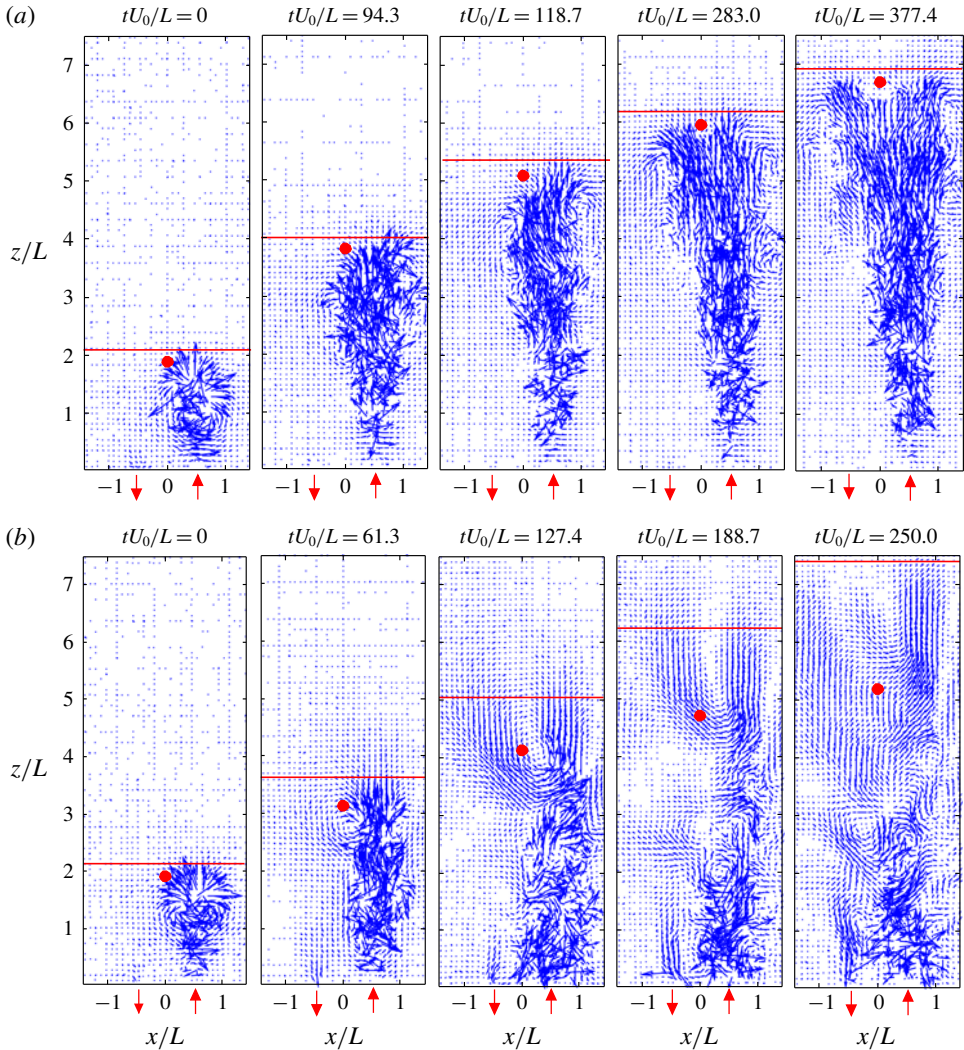 (a) tU₀/L = 0 tU₀/L = 94.3 tU₀/L = 118.7 tU₀/L = 283.0 tU₀/L = 377.4
7
6
5
z/L 4
3
2
1
−1 0 1 −1 0 1 −1 0 1 −1 0 1 −1 0 1
(b) tU₀/L = 0 tU₀/L = 61.3 tU₀/L = 127.4 tU₀/L = 188.7 tU₀/L = 250.0
7
6
5
z/L 4
3
2
1
−1 0 1 −1 0 1 −1 0 1 −1 0 1 −1 0 1
x/L x/L x/L x/L x/L